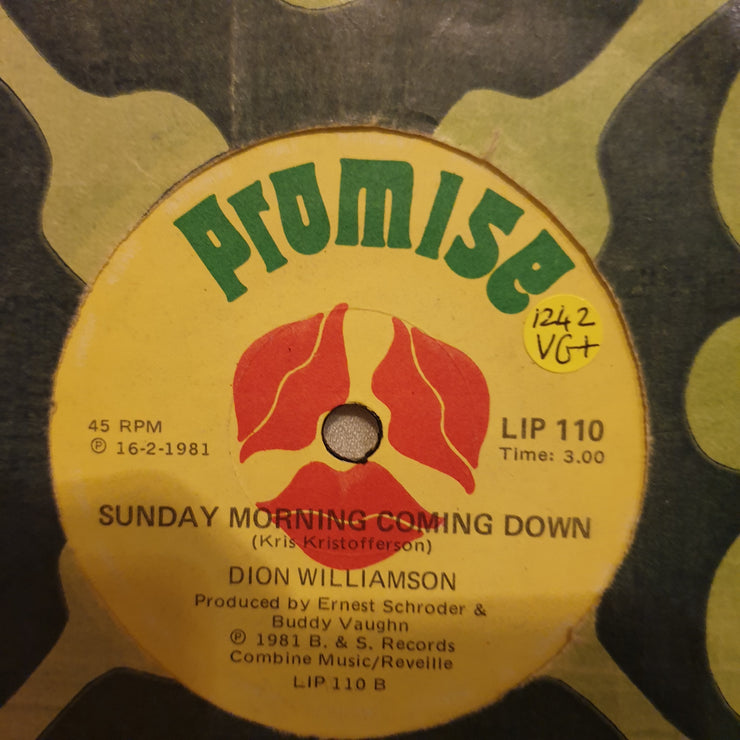 Promise
1242
VG+
45 RPM
℗ 16-2-1981
LIP 110
Time: 3.00
SUNDAY MORNING COMING DOWN
(Kris Kristofferson)
DION WILLIAMSON
Produced by Ernest Schroder &
Buddy Vaughn
℗ 1981 B. & S. Records
Combine Music/Reveille
LIP 110 B